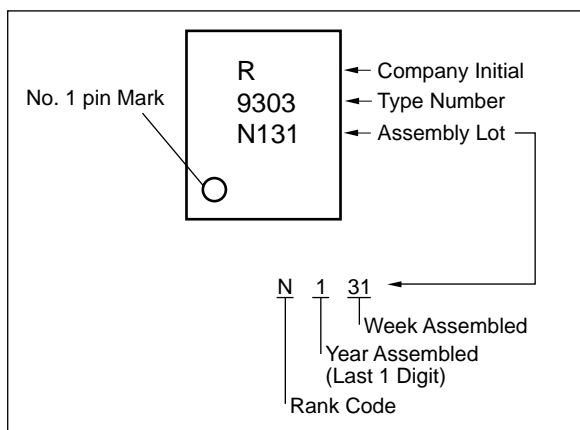 R
9303
N131
No. 1 pin Mark
Company Initial
Type Number
Assembly Lot
N 1 31
Week Assembled
Year Assembled
(Last 1 Digit)
Rank Code